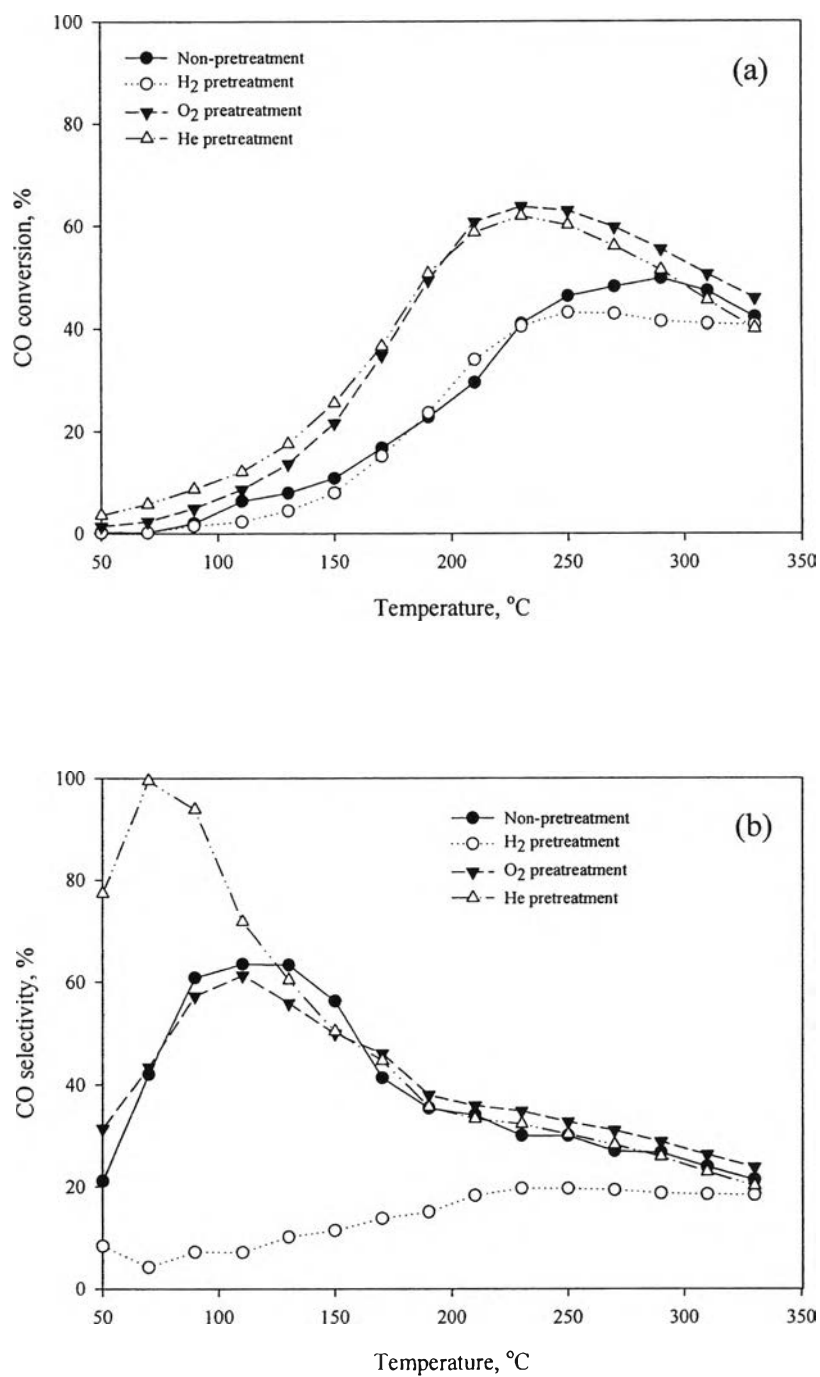 100
80
60
40
20
0
CO conversion, %
Non-pretreatment
H2 pretreatment
O2 preatreatment
He pretreatment
(a)
50 100 150 200 250 300 350
Temperature, °C
100
80
60
40
20
0
CO selectivity, %
Non-pretreatment
H2 pretreatment
O2 preatreatment
He pretreatment
(b)
50 100 150 200 250 300 350
Temperature, °C